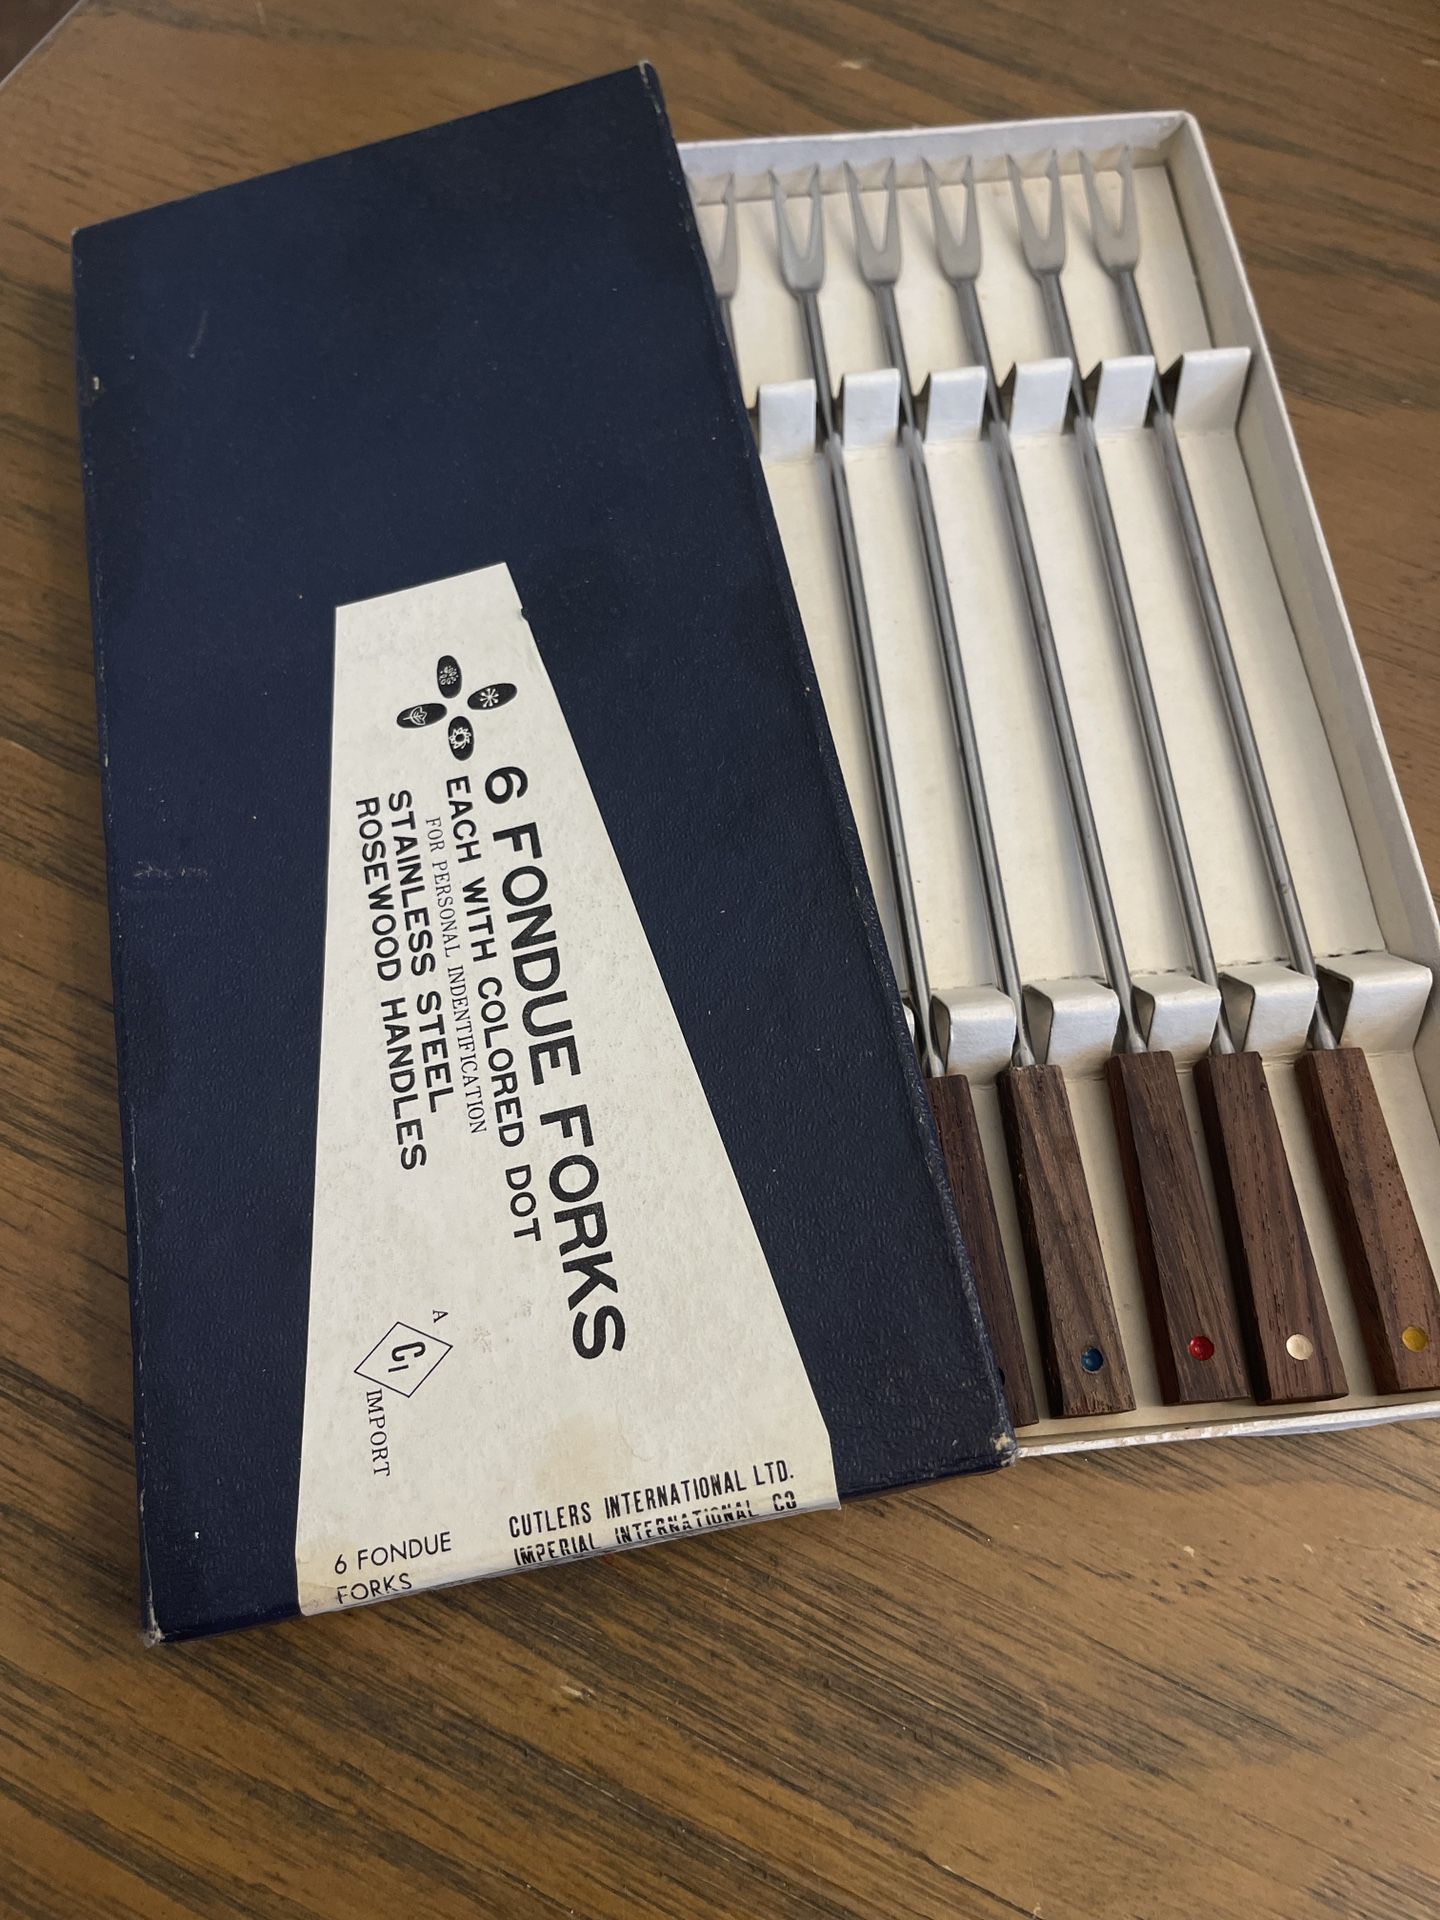 6 FONDUE FORKS
EACH WITH COLORED DOT
FOR PERSONAL INDENTIFICATION
STAINLESS STEEL
ROSEWOOD HANDLES
A
CI
IMPORT
CUTLERS INTERNATIONAL LTD.
IMPERIAL INTERNATIONAL CO
6 FONDUE
FORKS